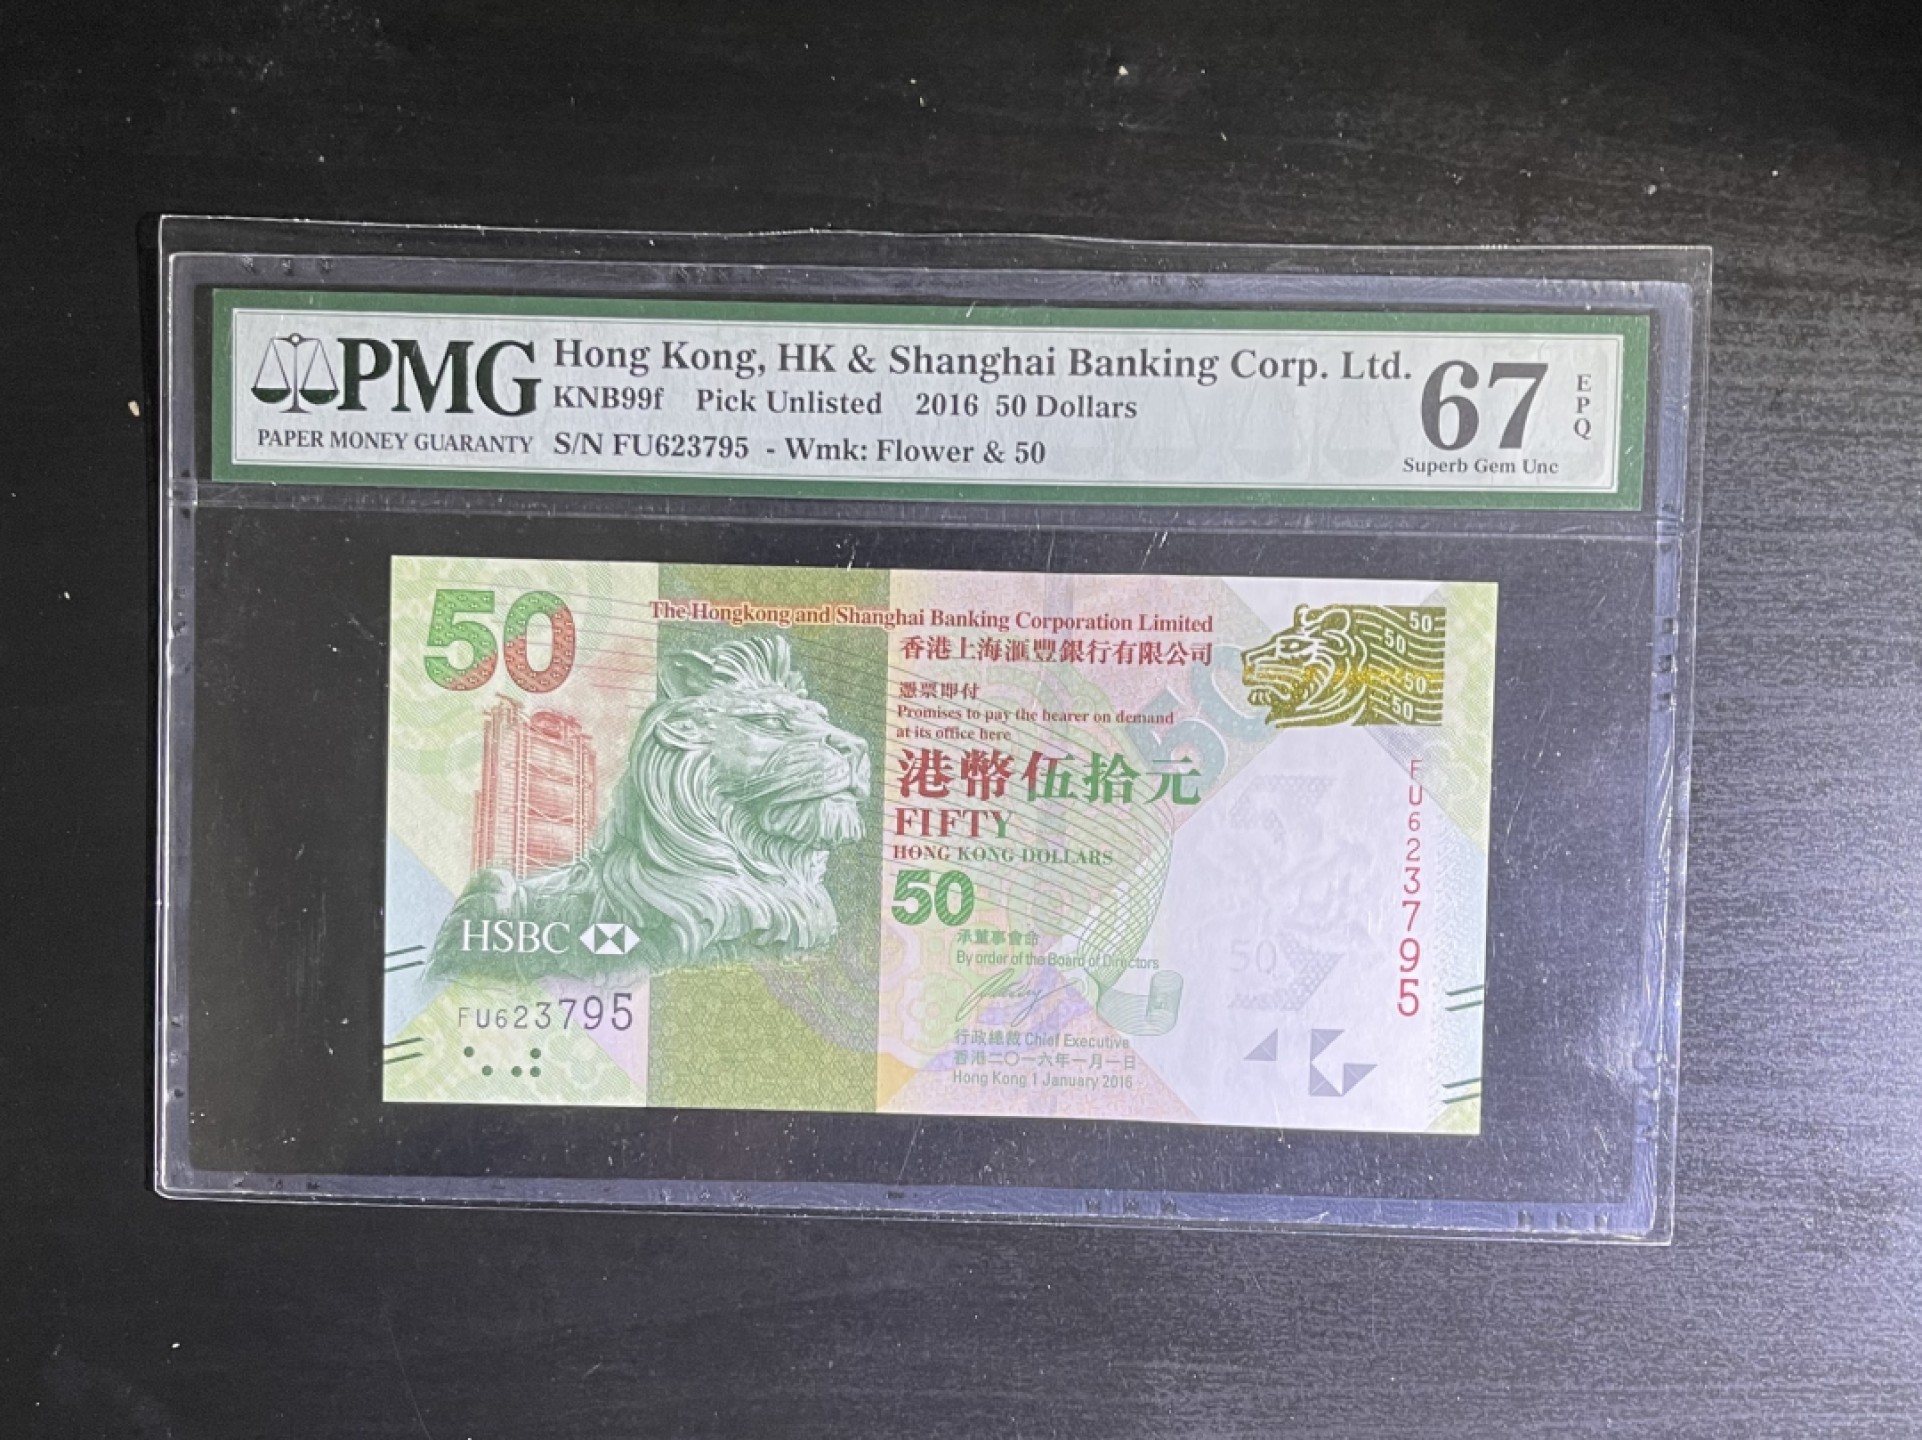 PMG
PAPER MONEY GUARANTY
Hong Kong, HK & Shanghai Banking Corp. Ltd.
KNB99f Pick Unlisted 2016 50 Dollars
S/N FU623795 - Wmk: Flower & 50
67
EPQ
Superb Gem Unc
50
The Hongkong and Shanghai Banking Corporation Limited
香港上海滙豐銀行有限公司
憑票即付
Promises to pay the bearer on demand
at its office here
港幣伍拾元
FIFTY
HONG KONG DOLLARS
50
承董事會命
By order of the Board of Directors
行政總裁 Chief Executive
香港二〇一六年一月一日
Hong Kong 1 January 2016
HSBC
FU623795
50
50
50
50
50
50
FU623795